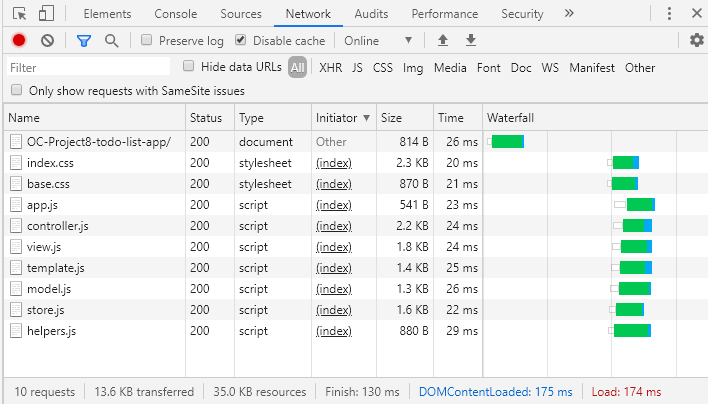 Elements Console Sources Network Audits Performance Security »
Preserve log Disable cache Online
Filter Hide data URLs All XHR JS CSS Img Media Font Doc WS Manifest Other
Only show requests with SameSite issues
Name Status Type Initiator Size Time Waterfall
OC-Project8-todo-list-app/ 200 document Other 814 B 26 ms
index.css 200 stylesheet (index) 2.3 KB 20 ms
base.css 200 stylesheet (index) 870 B 21 ms
app.js 200 script (index) 541 B 23 ms
controller.js 200 script (index) 2.2 KB 24 ms
view.js 200 script (index) 1.8 KB 24 ms
template.js 200 script (index) 1.4 KB 25 ms
model.js 200 script (index) 1.3 KB 26 ms
store.js 200 script (index) 1.6 KB 22 ms
helpers.js 200 script (index) 880 B 29 ms
10 requests 13.6 KB transferred 35.0 KB resources Finish: 130 ms DOMContentLoaded: 175 ms Load: 174 ms